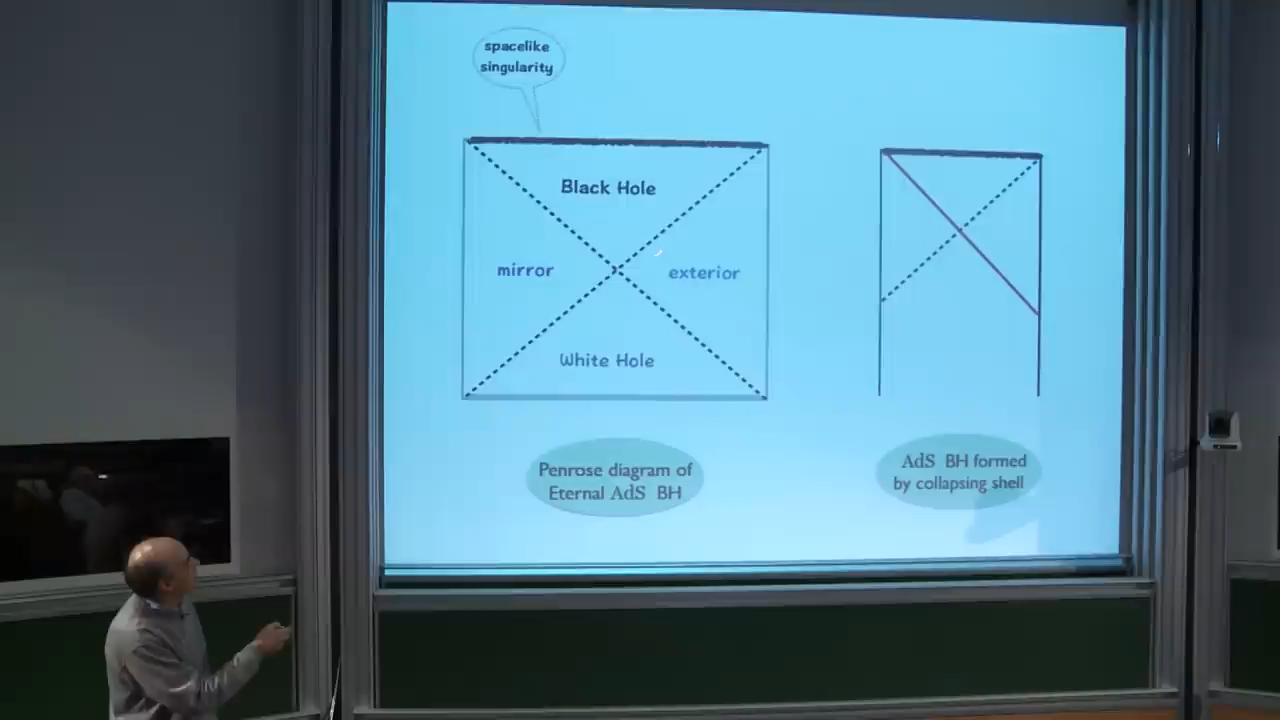 spacelike
singularity
Black Hole
mirror
exterior
White Hole
Penrose diagram of
Eternal AdS BH
AdS BH formed
by collapsing shell